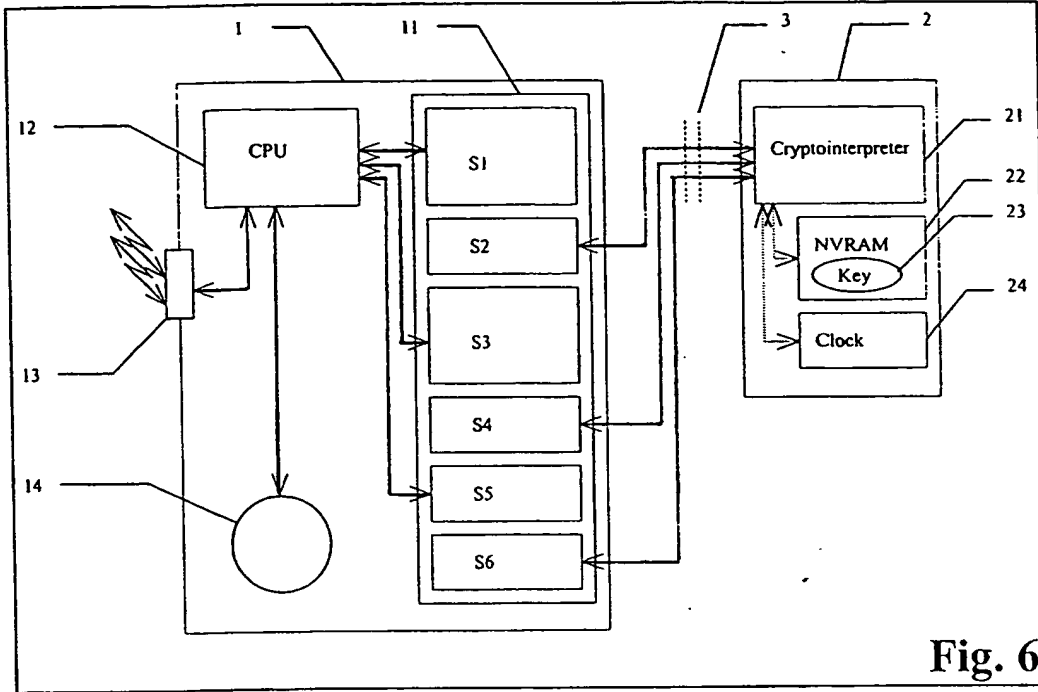 1
11
3
2
12
CPU
S1
Cryptointerpreter
21
22
S2
NVRAM
23
Key
S3
Clock
24
13
S4
14
S5
S6
Fig. 6